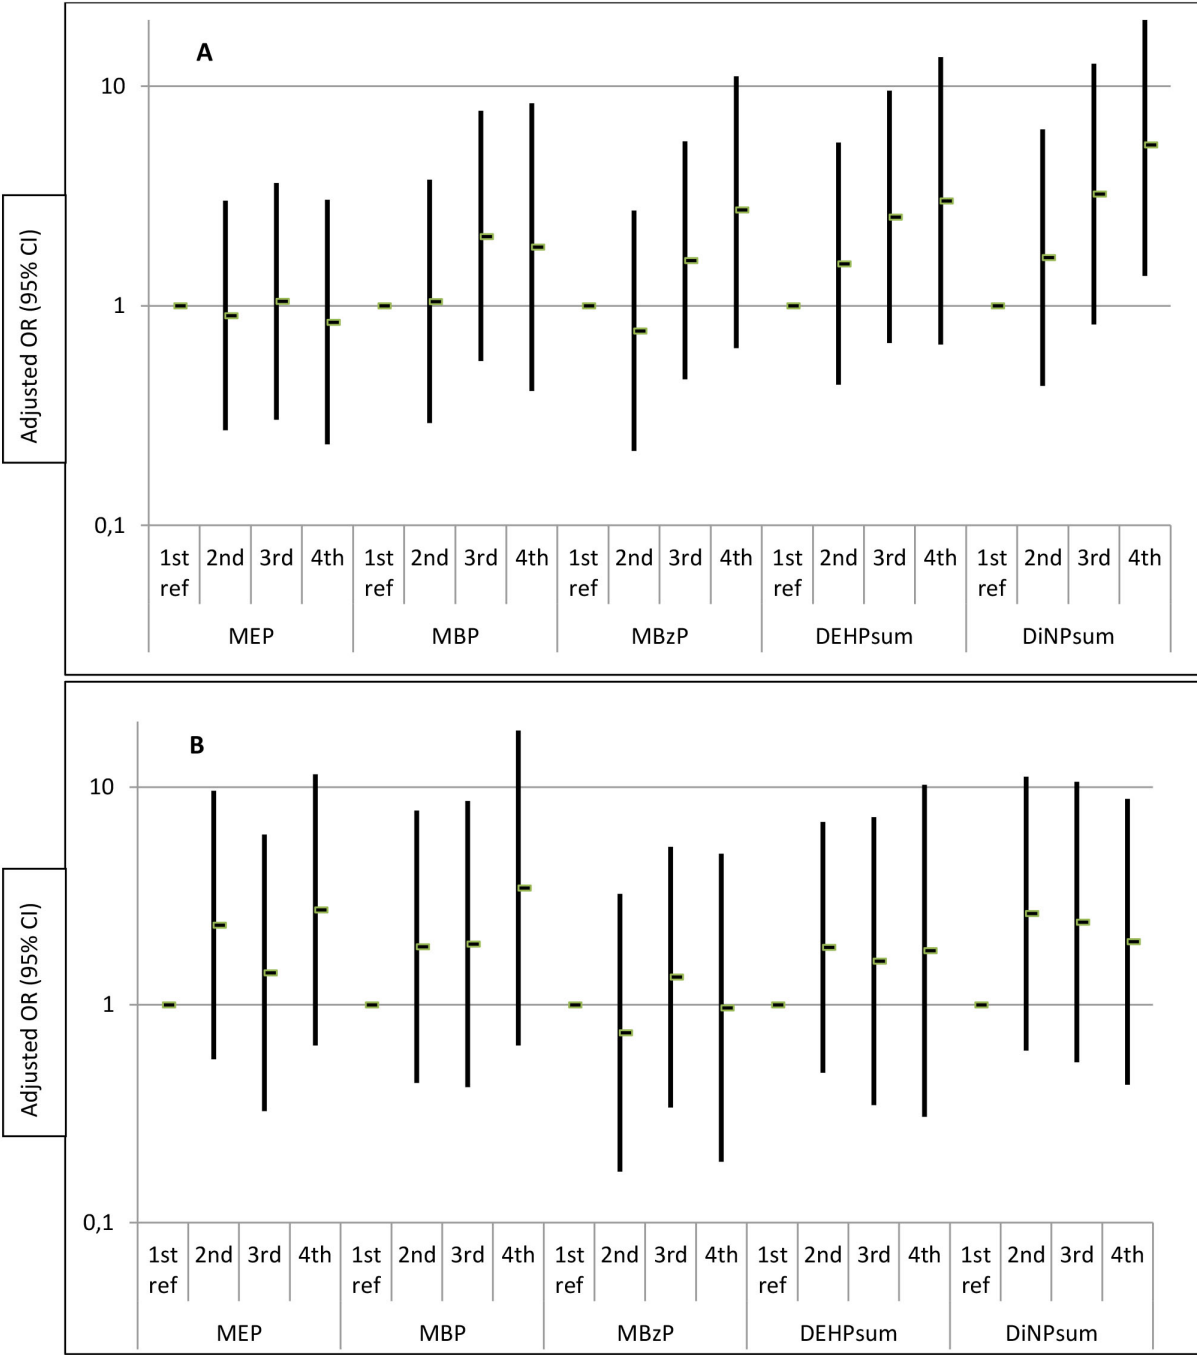 A
10
1
0,1
Adjusted OR (95% CI)
1st 2nd 3rd 4th 1st 2nd 3rd 4th 1st 2nd 3rd 4th 1st 2nd 3rd 4th 1st 2nd 3rd 4th
ref ref ref ref ref
MEP MBP MBzP DEHPsum DiNPsum
B
10
1
0,1
Adjusted OR (95% CI)
1st 2nd 3rd 4th 1st 2nd 3rd 4th 1st 2nd 3rd 4th 1st 2nd 3rd 4th 1st 2nd 3rd 4th
ref ref ref ref ref
MEP MBP MBzP DEHPsum DiNPsum